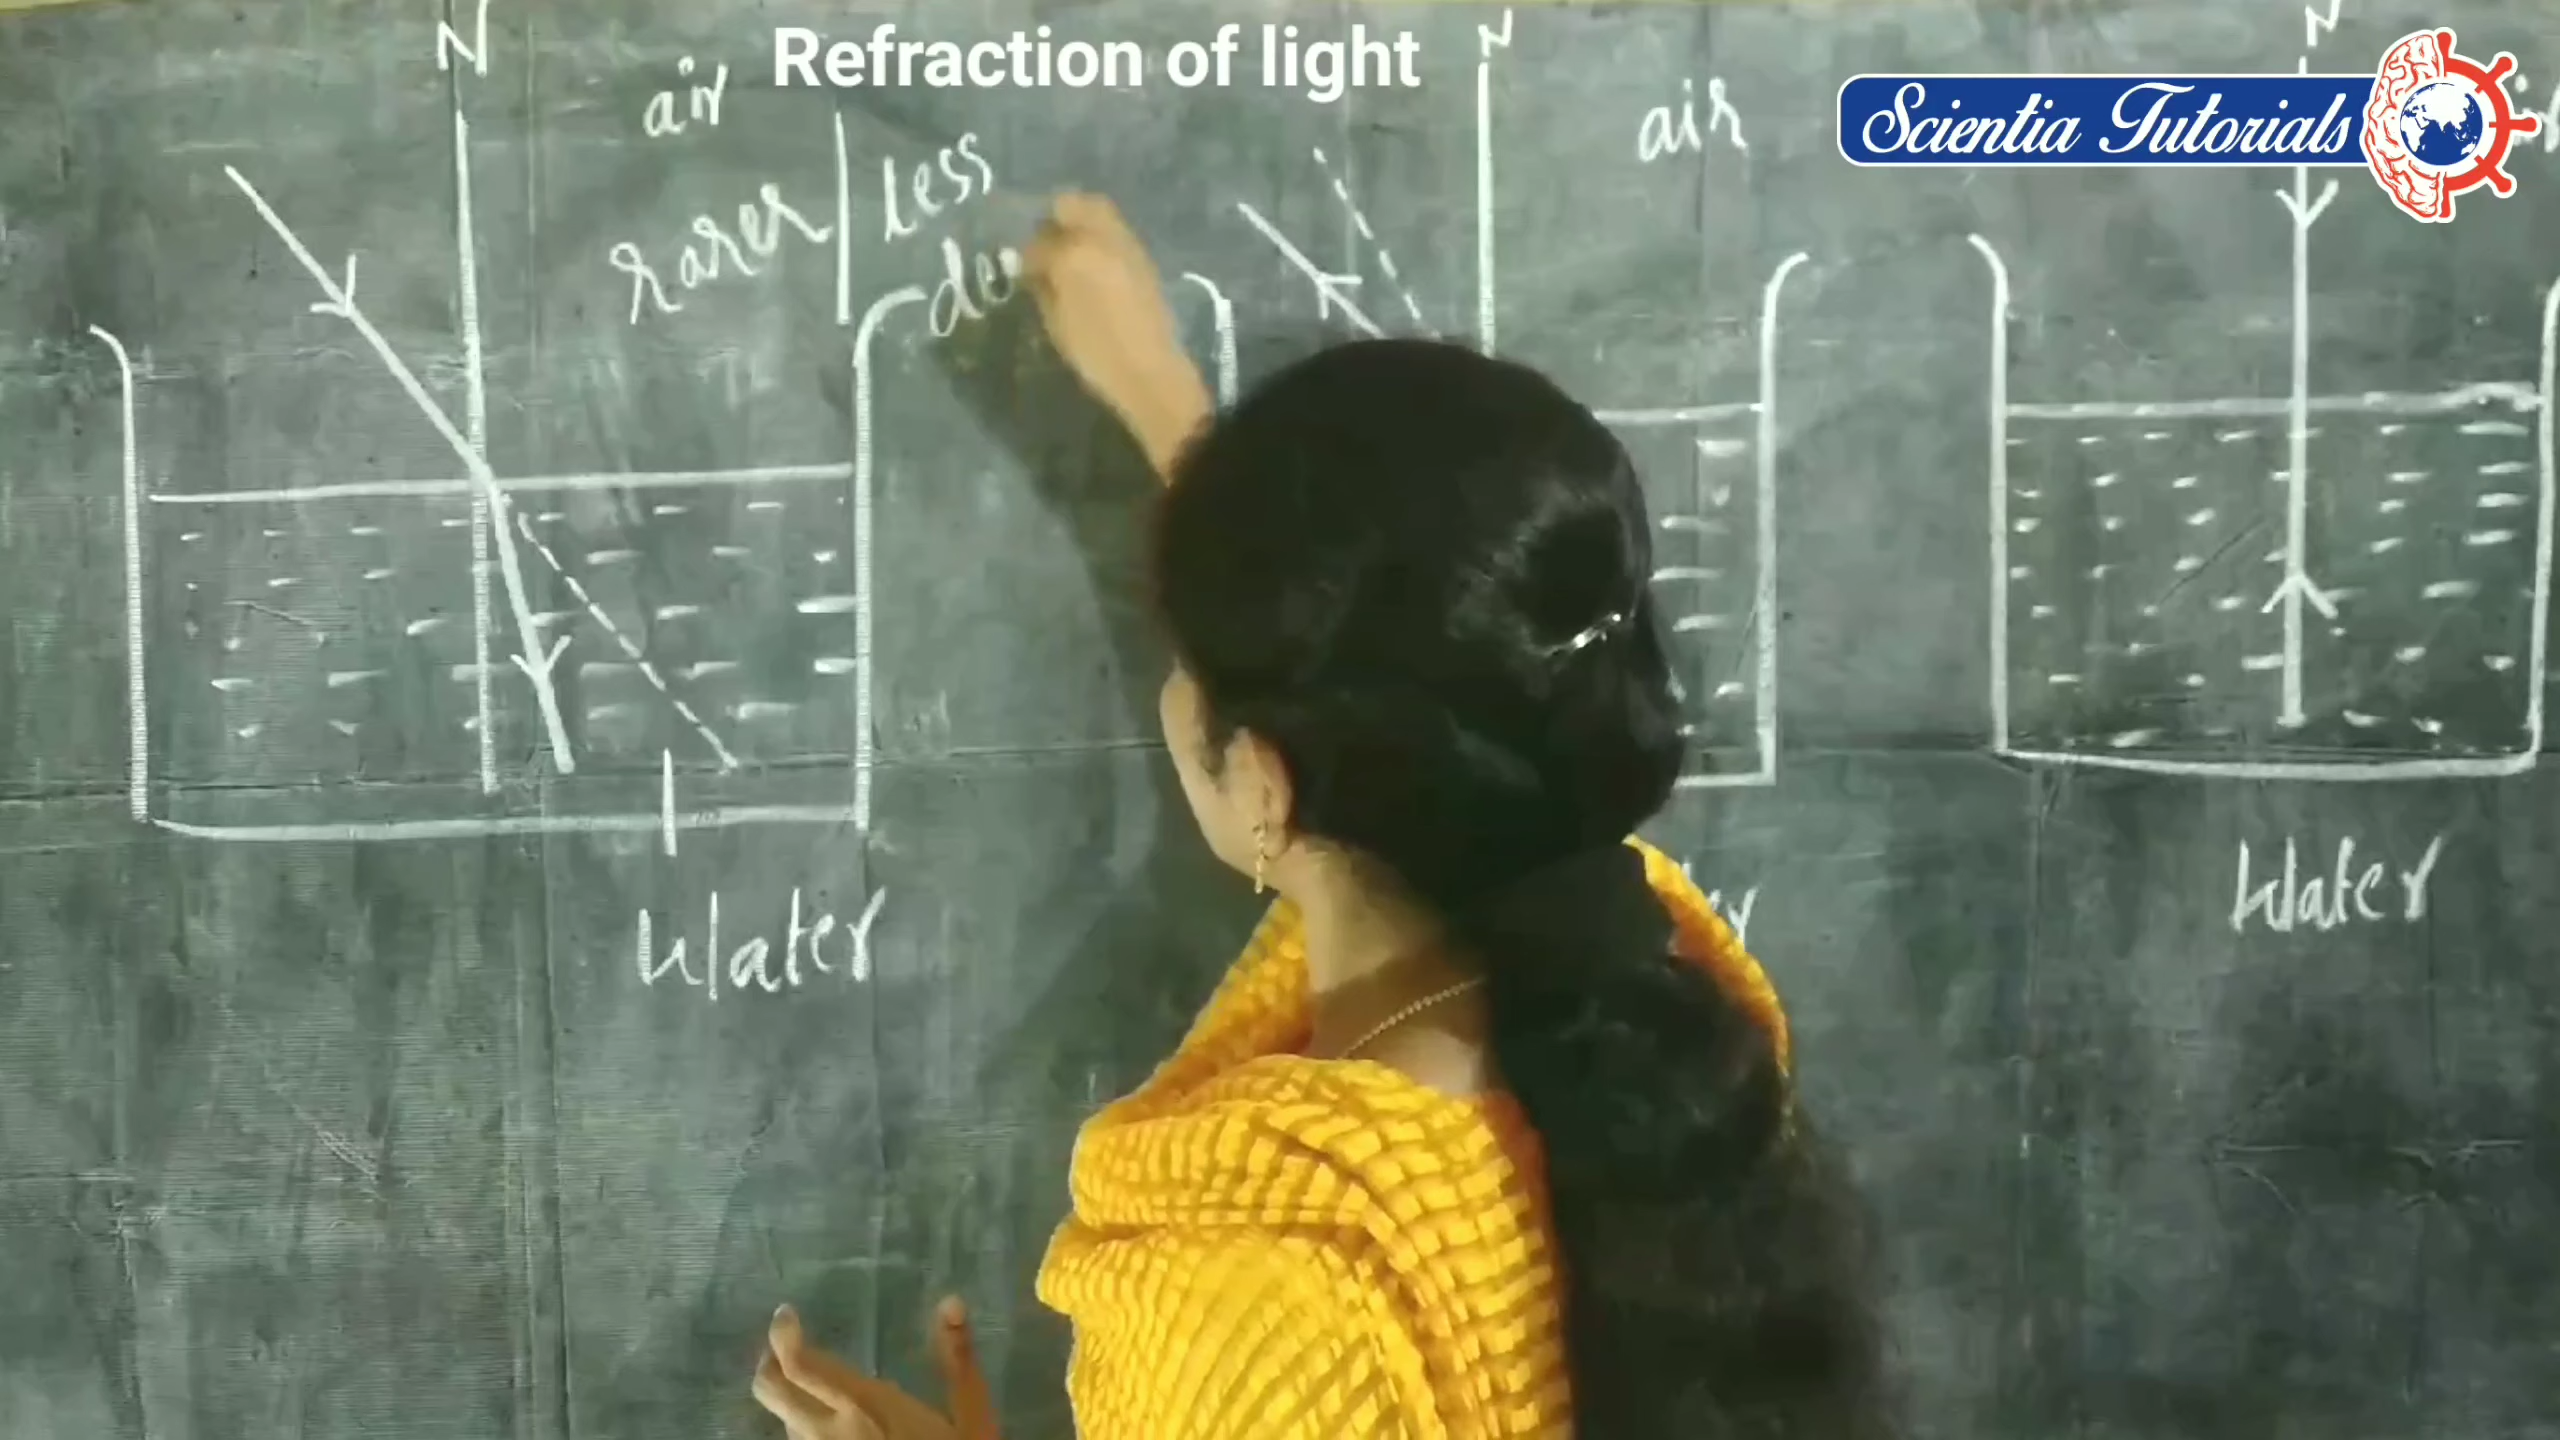 Refraction of light
Scientia Tutorials
N
air
rarer
Less
N
air
N
Water
Water